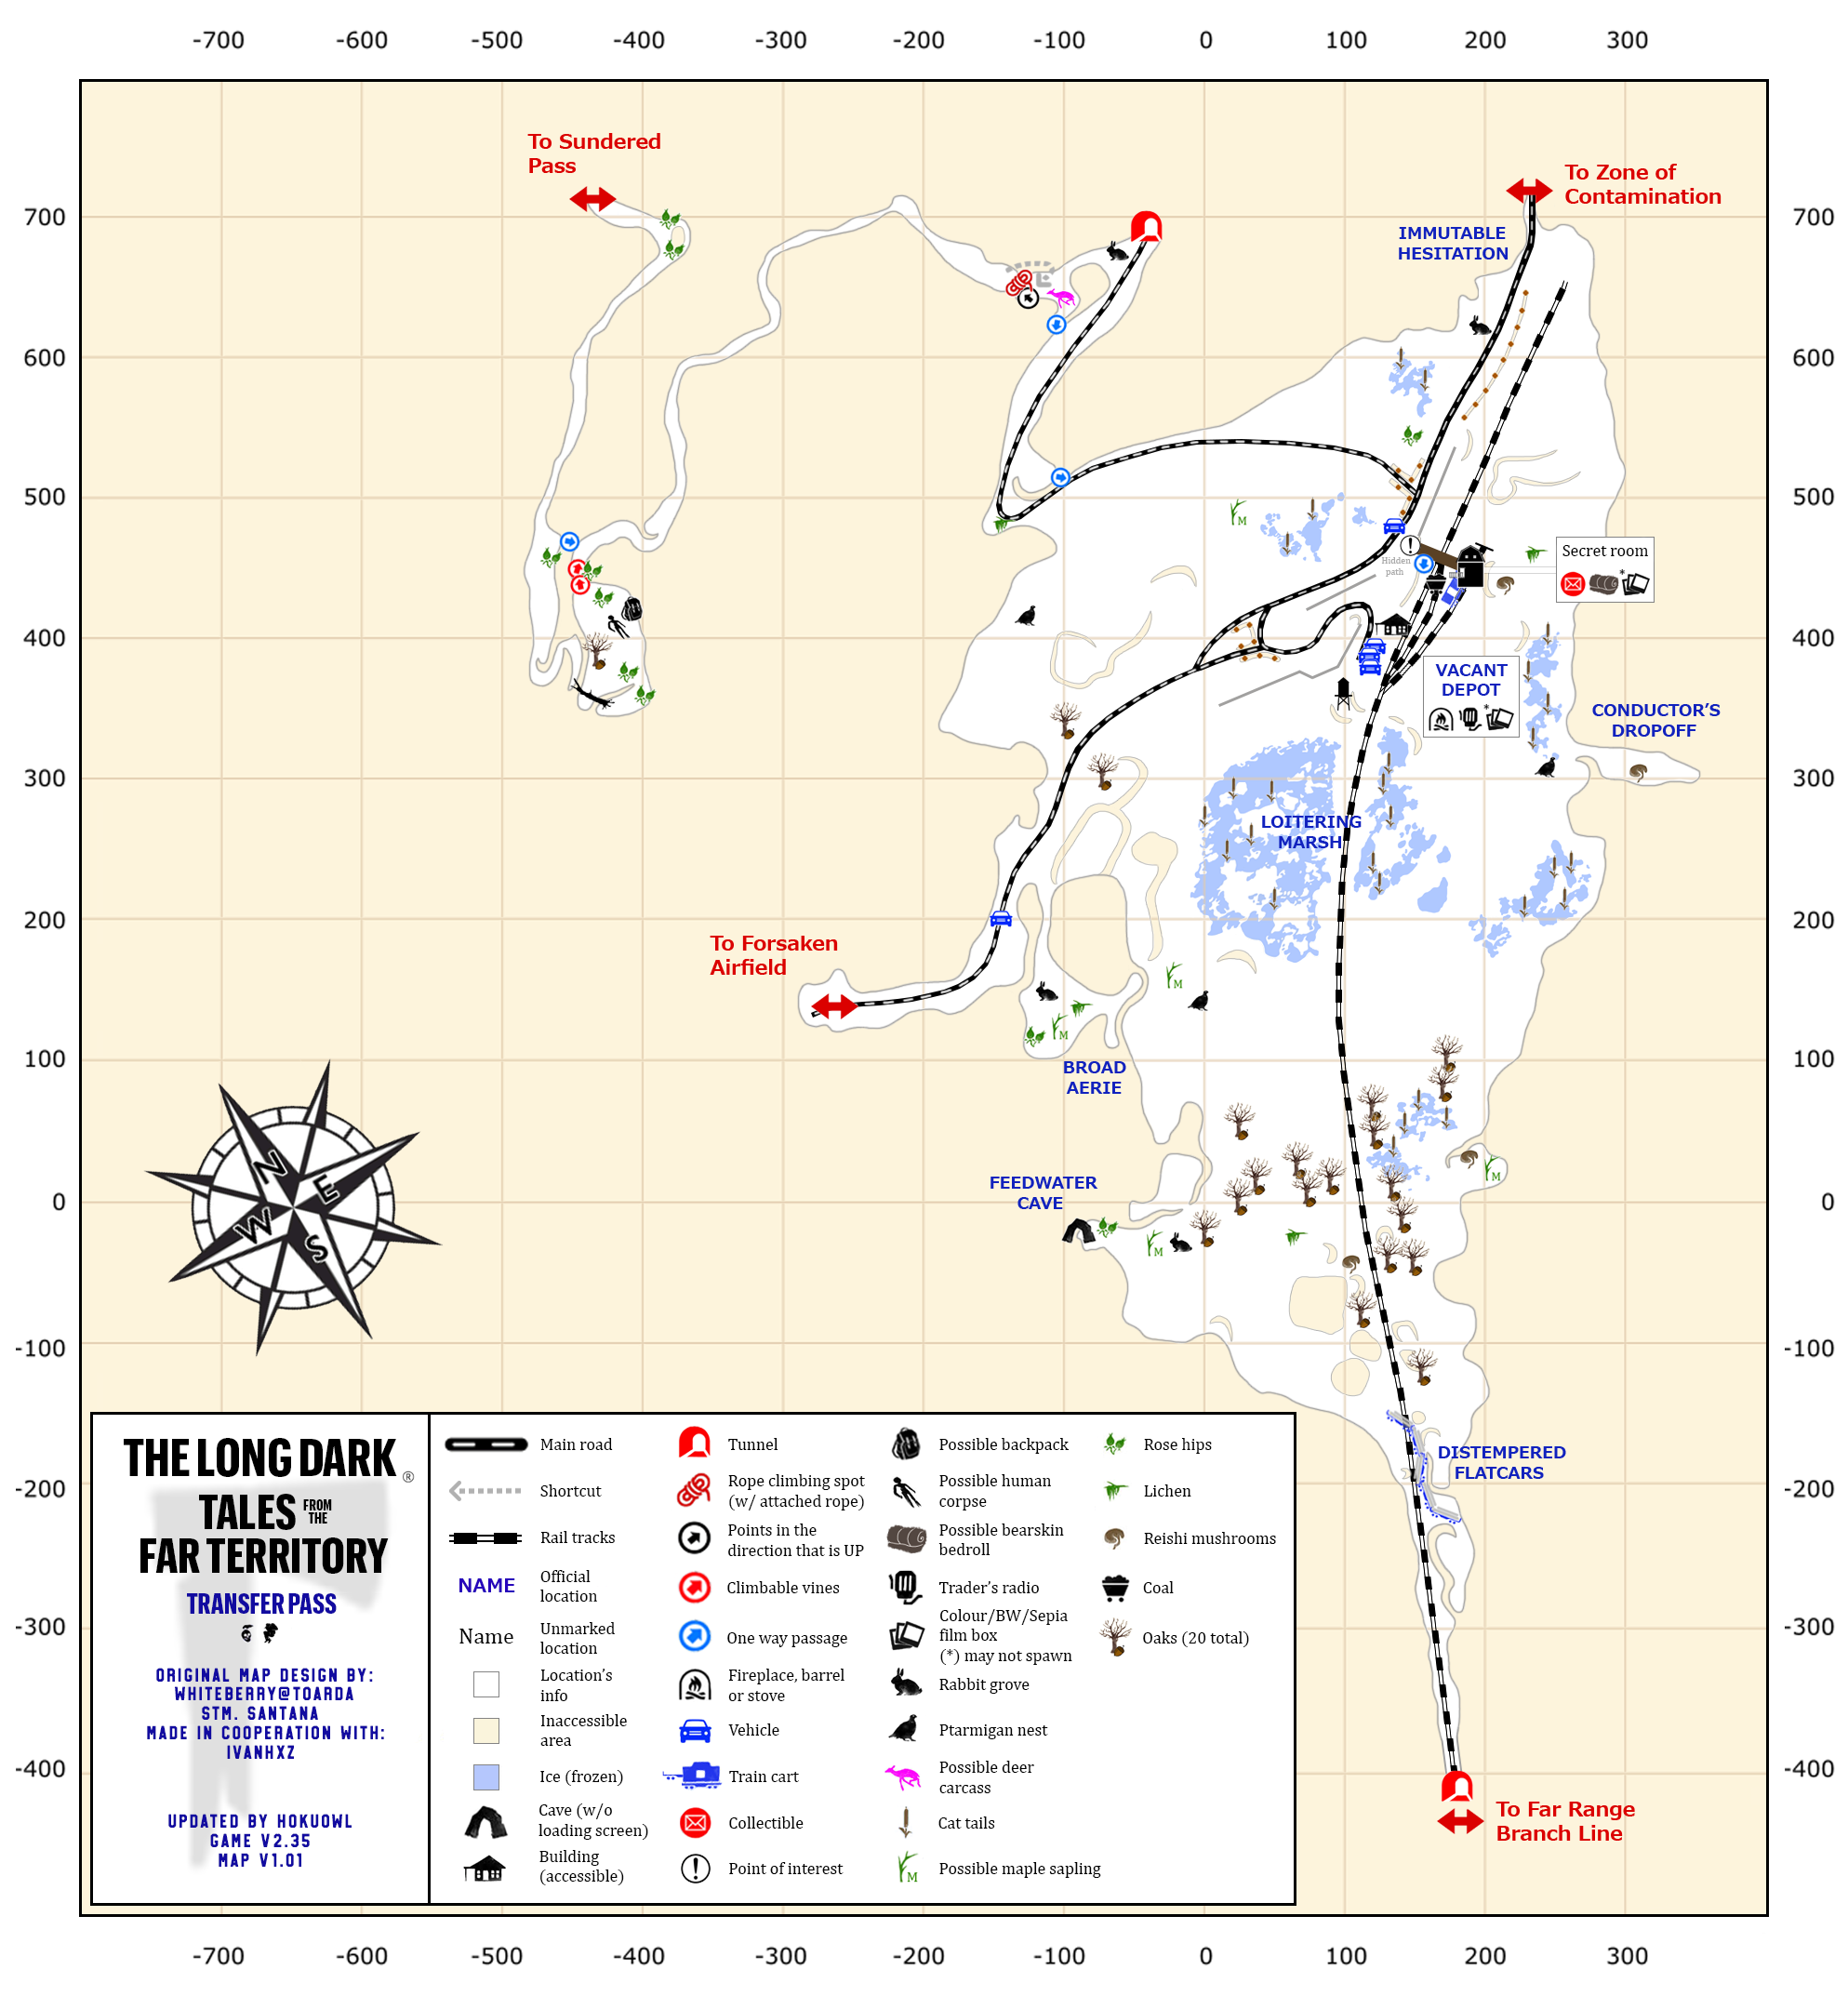 -700 -600 -500 -400 -300 -200 -100 0 100 200 300
To Sundered
Pass
To Zone of
Contamination
700 700
IMMUTABLE
HESITATION
600 600
500 500
Hidden
path
Secret room
*
M
400 400
VACANT
DEPOT
*
CONDUCTOR'S
DROPOFF
300 300
LOITERING
MARSH
200 200
To Forsaken
Airfield
M
M
100 100
BROAD
AERIE
N
E
W
S
M
FEEDWATER
CAVE
0 0
M
-100 -100
DISTEMPERED
FLATCARS
-200 -200
-300 -300
-400 -400
To Far Range
Branch Line
THE LONG DARK ®
TALES FROM THE
FAR TERRITORY
TRANSFER PASS
ORIGINAL MAP DESIGN BY:
WHITEBERRY@TOARDA
STM. SANTANA
MADE IN COOPERATION WITH:
IVANHXZ
UPDATED BY HOKUOWL
GAME V2.35
MAP V1.01
Main road
Shortcut
Rail tracks
NAME Official
location
Name Unmarked
location
Location's
info
Inaccessible
area
Ice (frozen)
Cave (w/o
loading screen)
Building
(accessible)
Tunnel
Rope climbing spot
(w/ attached rope)
Points in the
direction that is UP
Climbable vines
One way passage
Fireplace, barrel
or stove
Vehicle
Train cart
Collectible
! Point of interest
Possible backpack
Possible human
corpse
Possible bearskin
bedroll
Trader's radio
Colour/BW/Sepia
film box
(*) may not spawn
Rabbit grove
Ptarmigan nest
Possible deer
carcass
Cat tails
M Possible maple sapling
Rose hips
Lichen
Reishi mushrooms
Coal
Oaks (20 total)
-700 -600 -500 -400 -300 -200 -100 0 100 200 300